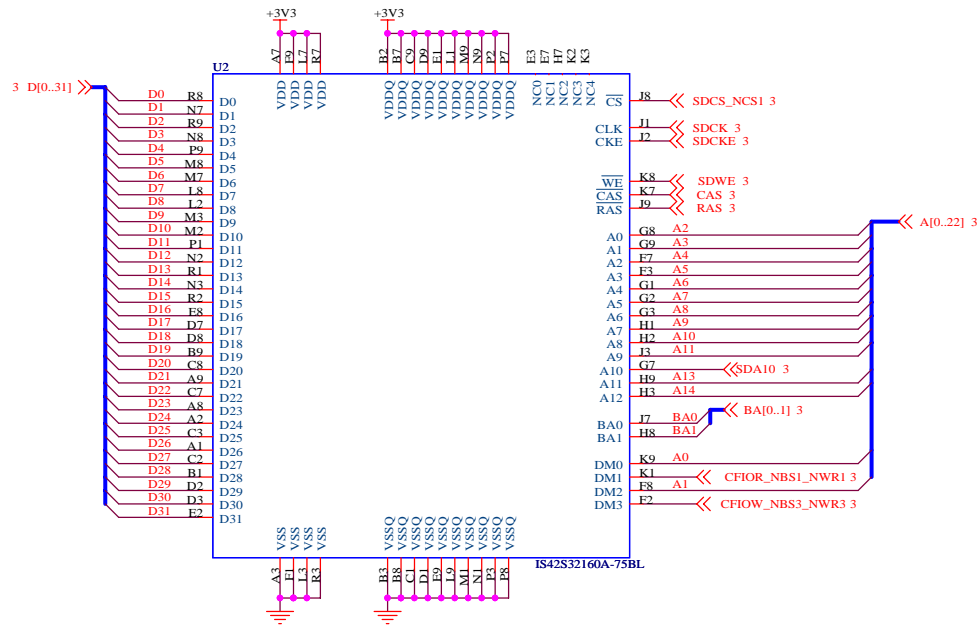 +3V3 +3V3
A7 F9 L7 R7 B2 B7 C9 D9 E1 L1 M9 N9 P2 P7 E3 E7 H7 K2 K3
U2
VDD VDD VDD VDD VDDQ VDDQ VDDQ VDDQ VDDQ VDDQ VDDQ VDDQ VDDQ VDDQ NC0 NC1 NC2 NC3 NC4
3 D[0..31]
D0 R8 D0
D1 N7 D1
D2 R9 D2
D3 N8 D3
D4 P9 D4
D5 M8 D5
D6 M7 D6
D7 L8 D7
D8 L2 D8
D9 M3 D9
D10 M2 D10
D11 P1 D11
D12 N2 D12
D13 R1 D13
D14 N3 D14
D15 R2 D15
D16 E8 D16
D17 D7 D17
D18 D8 D18
D19 B9 D19
D20 C8 D20
D21 A9 D21
D22 C7 D22
D23 A8 D23
D24 A2 D24
D25 C3 D25
D26 A1 D26
D27 C2 D27
D28 B1 D28
D29 D2 D29
D30 D3 D30
D31 E2 D31
CS J8 SDCS_NCS1 3
CLK J1 SDCK 3
CKE J2 SDCKE 3
WE K8 SDWE 3
CAS K7 CAS 3
RAS J9 RAS 3
A[0..22] 3
A0 G8 A2
A1 G9 A3
A2 F7 A4
A3 F3 A5
A4 G1 A6
A5 G2 A7
A6 G3 A8
A7 H1 A9
A8 H2 A10
A9 J3 A11
A10 G7 SDA10 3
A11 H9 A13
A12 H3 A14
BA[0..1] 3
BA0 J7 BA0
BA1 H8 BA1
DM0 K9 A0
DM1 K1 CFIOR_NBS1_NWR1 3
DM2 F8 A1
DM3 F2 CFIOW_NBS3_NWR3 3
VSS VSS VSS VSS VSSQ VSSQ VSSQ VSSQ VSSQ VSSQ VSSQ VSSQ VSSQ VSSQ
IS42S32160A-75BL
A3 F1 L3 R3 B3 B8 C1 D1 E9 L9 M1 N1 P3 P8